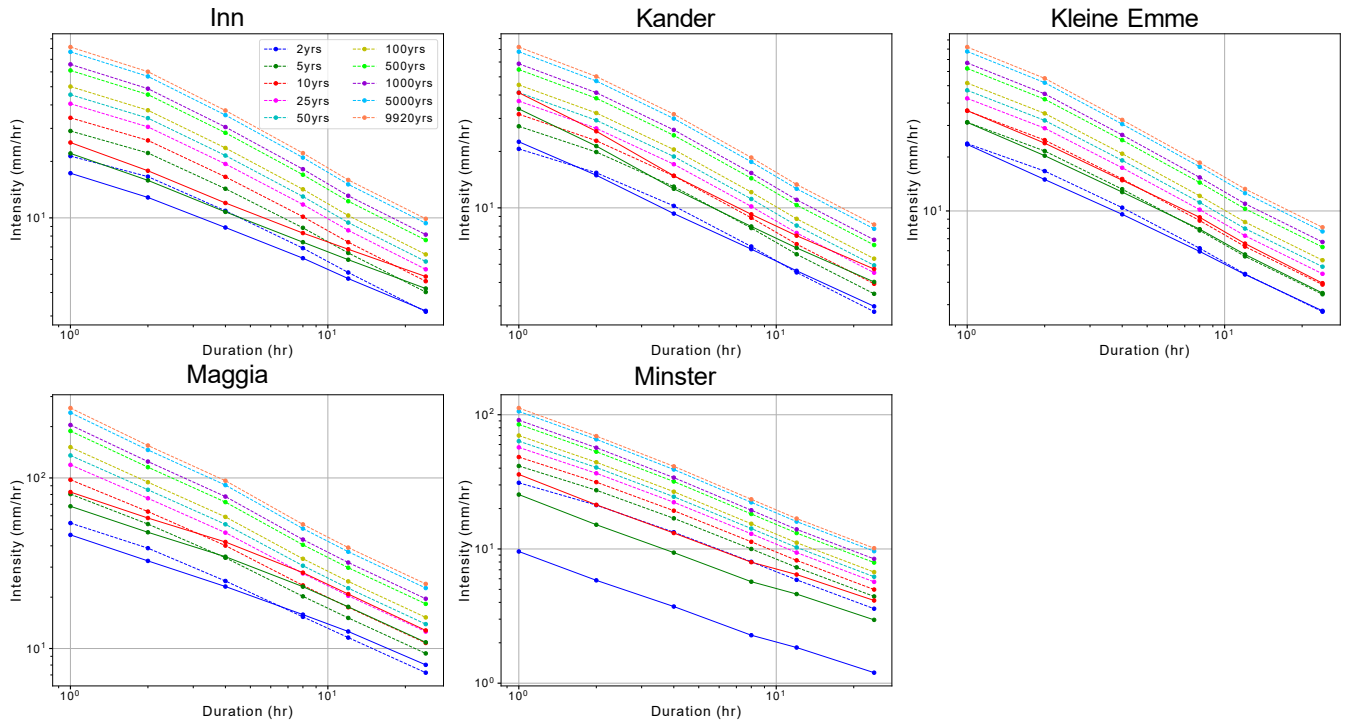 Inn
Kander
Kleine Emme
Intensity (mm/hr)
10¹
10⁰
10¹
Duration (hr)
2yrs
5yrs
10yrs
25yrs
50yrs
100yrs
500yrs
1000yrs
5000yrs
9920yrs
Intensity (mm/hr)
10¹
10⁰
10¹
Duration (hr)
Intensity (mm/hr)
10¹
10⁰
10¹
Duration (hr)
Maggia
Minster
Intensity (mm/hr)
10²
10¹
10⁰
10¹
Duration (hr)
Intensity (mm/hr)
10²
10¹
10⁰
10⁰
10¹
Duration (hr)